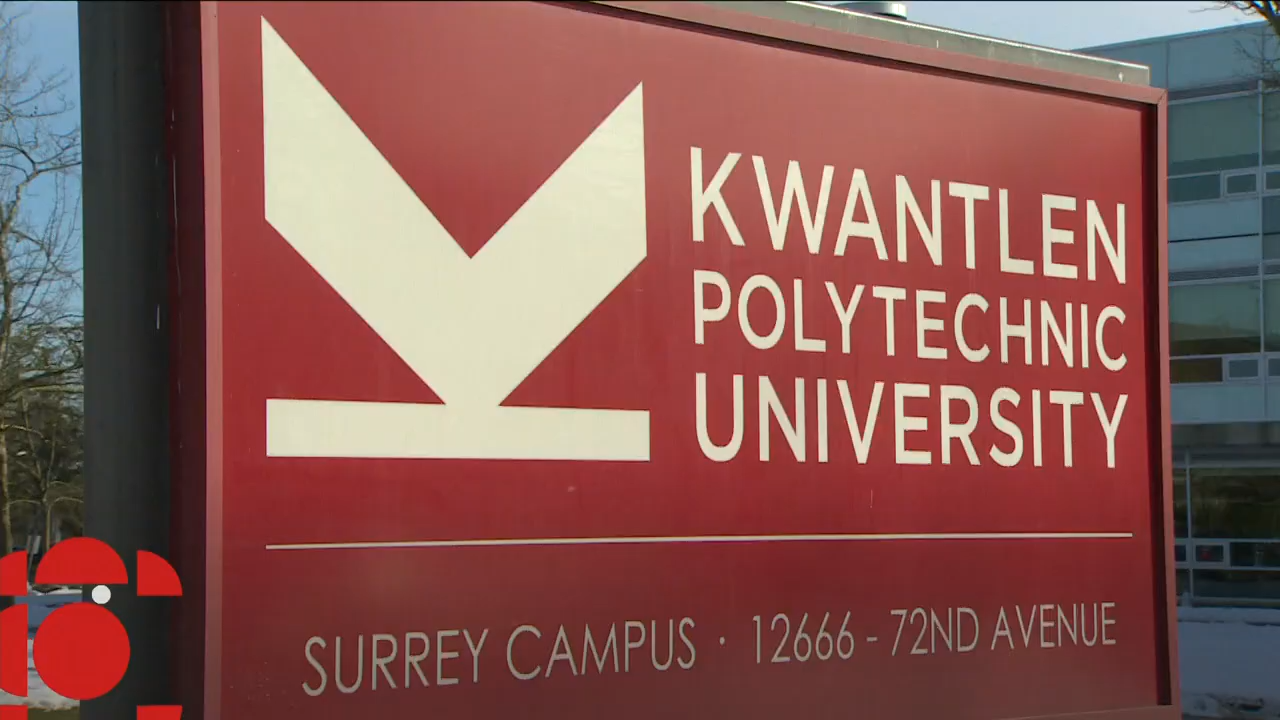 KWANTLEN
POLYTECHNIC
UNIVERSITY
SURREY CAMPUS · 12666 - 72ND AVENUE